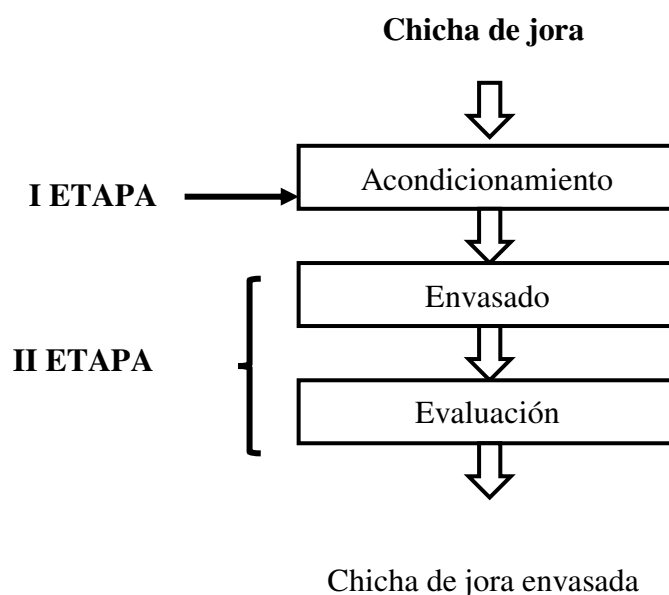 Chicha de jora
Acondicionamiento
I ETAPA
Envasado
II ETAPA
Evaluación
Chicha de jora envasada